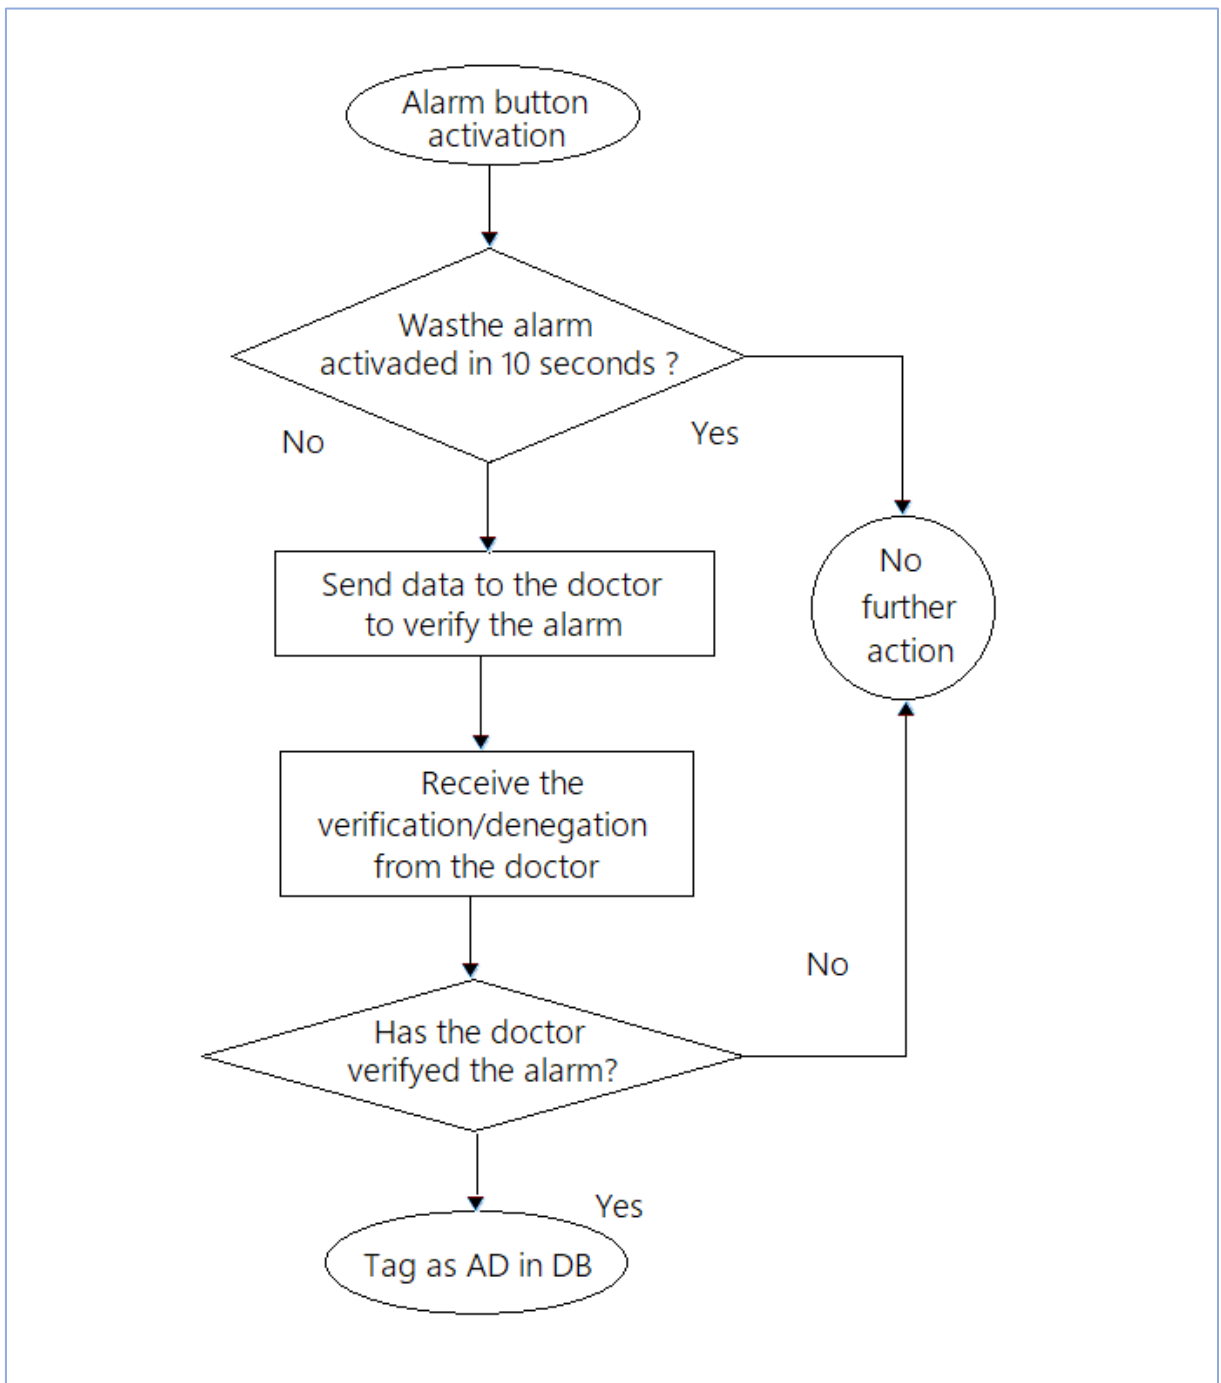 Alarm button
activation
Wasthe alarm
activaded in 10 seconds ?
No
Yes
Send data to the doctor
to verify the alarm
No
further
action
Receive the
verification/denegation
from the doctor
No
Has the doctor
verifyed the alarm?
Yes
Tag as AD in DB